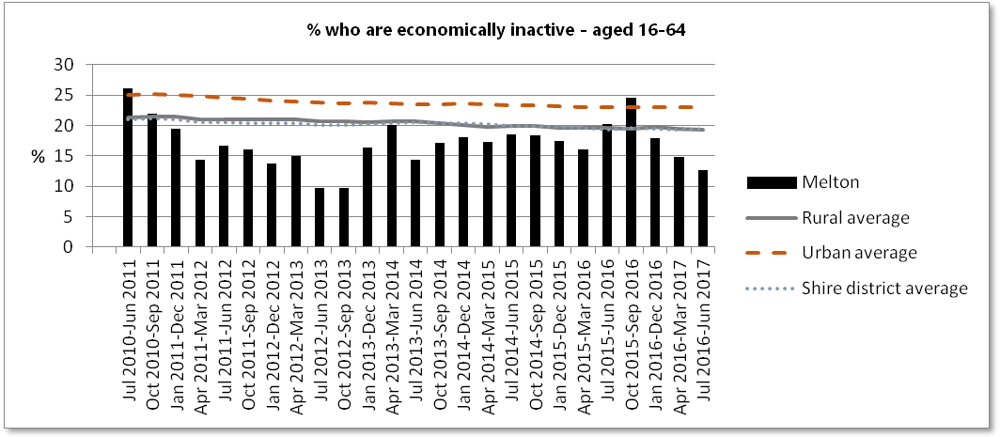 % who are economically inactive - aged 16-64
30
25
20
15
10
5
0
%
Jul 2010-Jun 2011
Oct 2010-Sep 2011
Jan 2011-Dec 2011
Apr 2011-Mar 2012
Jul 2011-Jun 2012
Oct 2011-Sep 2012
Jan 2012-Dec 2012
Apr 2012-Mar 2013
Jul 2012-Jun 2013
Oct 2012-Sep 2013
Jan 2013-Dec 2013
Apr 2013-Mar 2014
Jul 2013-Jun 2014
Oct 2013-Sep 2014
Jan 2014-Dec 2014
Apr 2014-Mar 2015
Jul 2014-Jun 2015
Oct 2014-Sep 2015
Jan 2015-Dec 2015
Apr 2015-Mar 2016
Jul 2015-Jun 2016
Oct 2015-Sep 2016
Jan 2016-Dec 2016
Apr 2016-Mar 2017
Jul 2016-Jun 2017
Melton
Rural average
Urban average
Shire district average